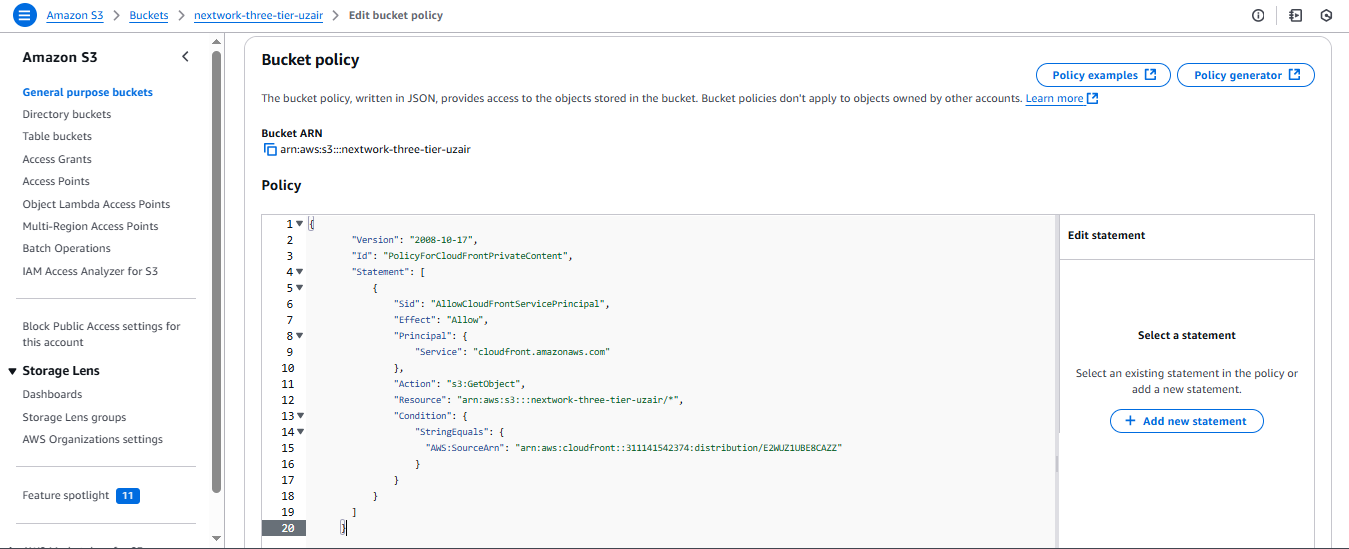 Amazon S3 > Buckets > nextwork-three-tier-uzair > Edit bucket policy
Amazon S3
General purpose buckets
Directory buckets
Table buckets
Access Grants
Access Points
Object Lambda Access Points
Multi-Region Access Points
Batch Operations
IAM Access Analyzer for S3
Block Public Access settings for
this account
Storage Lens
Dashboards
Storage Lens groups
AWS Organizations settings
Feature spotlight 11
Bucket policy
Policy examples
Policy generator
The bucket policy, written in JSON, provides access to the objects stored in the bucket. Bucket policies don't apply to objects owned by other accounts. Learn more
Bucket ARN
arn:aws:s3:::nextwork-three-tier-uzair
Policy
1 {
2 "Version": "2008-10-17",
3 "Id": "PolicyForCloudFrontPrivateContent",
4 "Statement": [
5 {
6 "Sid": "AllowCloudFrontServicePrincipal",
7 "Effect": "Allow",
8 "Principal": {
9 "Service": "cloudfront.amazonaws.com"
10 },
11 "Action": "s3:GetObject",
12 "Resource": "arn:aws:s3:::nextwork-three-tier-uzair/*",
13 "Condition": {
14 "StringEquals": {
15 "AWS:SourceArn": "arn:aws:cloudfront::311141542374:distribution/E2WUZ1UBE8CAZZ"
16 }
17 }
18 }
19 ]
20 }
Edit statement
Select a statement
Select an existing statement in the policy or
add a new statement.
+ Add new statement